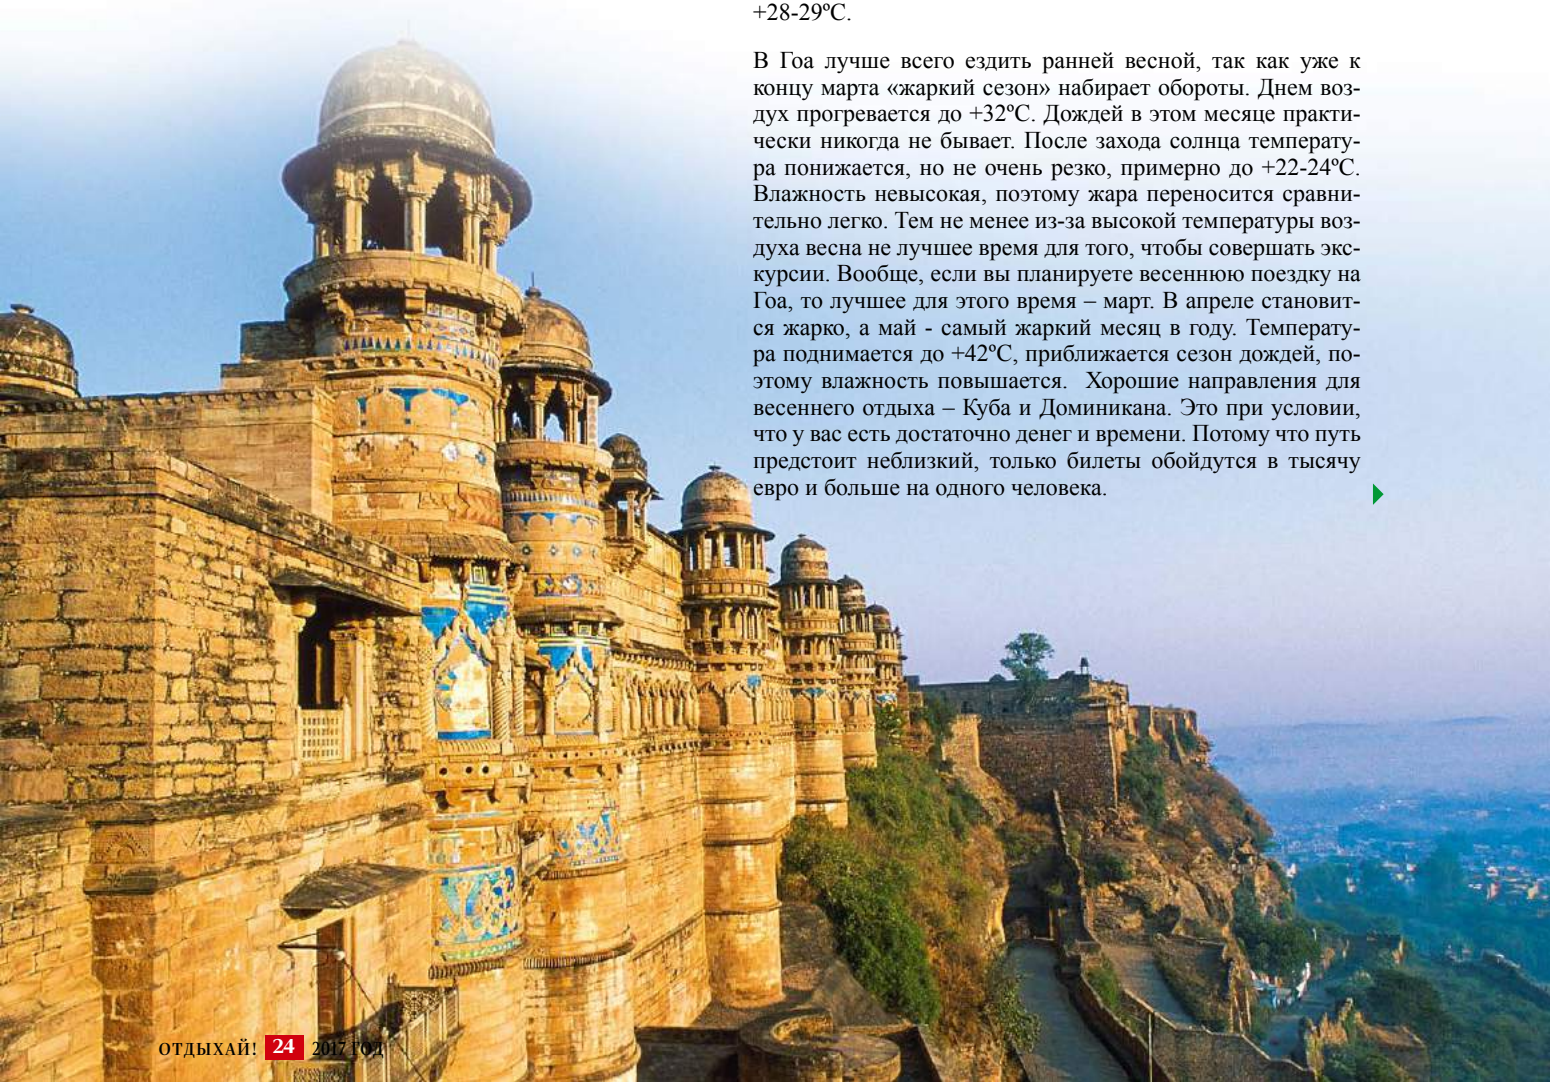 +28-29ºС.
В Гоа лучше всего ездить ранней весной, так как уже к
концу марта «жаркий сезон» набирает обороты. Днем воз-
дух прогревается до +32ºС. Дождей в этом месяце практи-
чески никогда не бывает. После захода солнца температу-
ра понижается, но не очень резко, примерно до +22-24ºС.
Влажность невысокая, поэтому жара переносится сравни-
тельно легко. Тем не менее из-за высокой температуры воз-
духа весна не лучшее время для того, чтобы совершать экс-
курсии. Вообще, если вы планируете весеннюю поездку на
Гоа, то лучшее для этого время – март. В апреле становит-
ся жарко, а май - самый жаркий месяц в году. Температу-
ра поднимается до +42ºС, приближается сезон дождей, по-
этому влажность повышается.  Хорошие направления для
весеннего отдыха – Куба и Доминикана. Это при условии,
что у вас есть достаточно денег и времени. Потому что путь
предстоит неблизкий, только билеты обойдутся в тысячу
евро и больше на одного человека.
ОТДЫХАЙ! 24 2017 ГОД